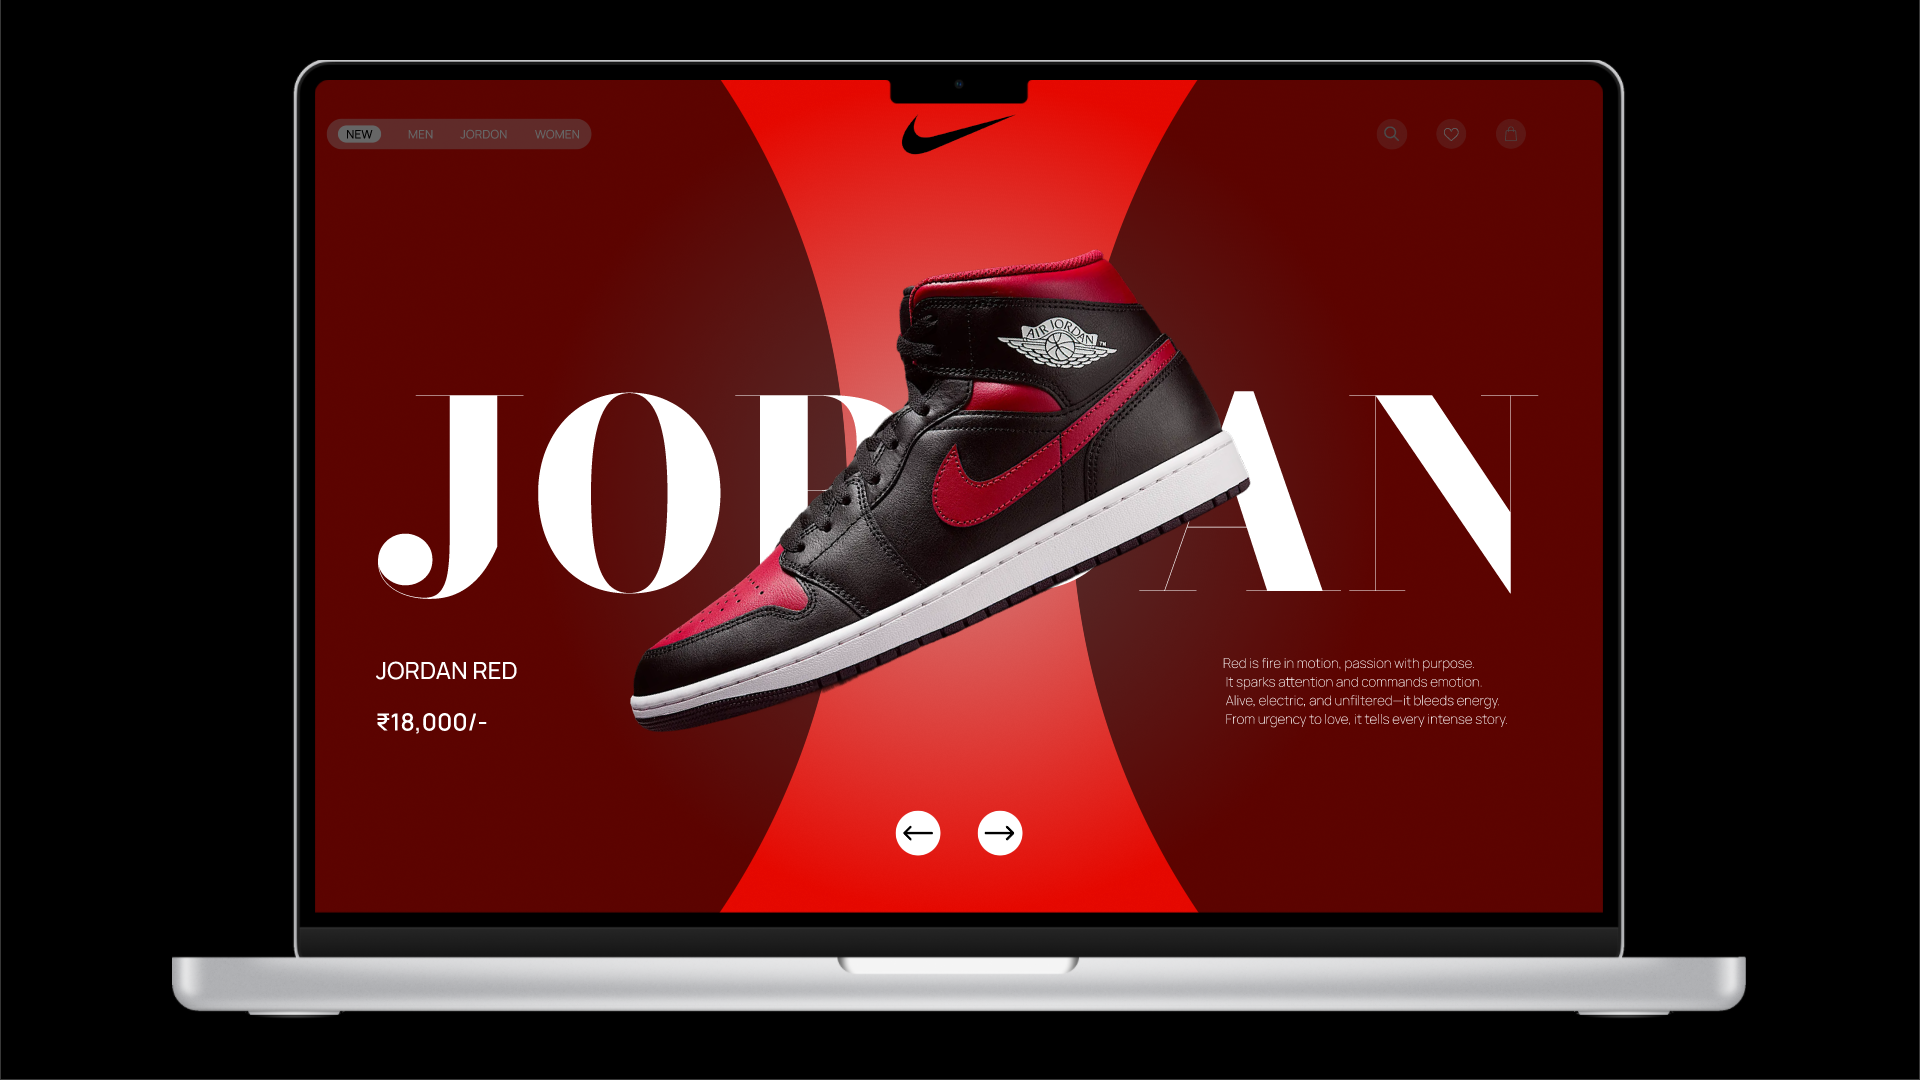 NEW MEN JORDON WOMEN
AIR JORDAN ™
JORDAN
JORDAN RED
₹18,000/-
Red is fire in motion, passion with purpose.
It sparks attention and commands emotion.
Alive, electric, and unfiltered—it bleeds energy.
From urgency to love, it tells every intense story.